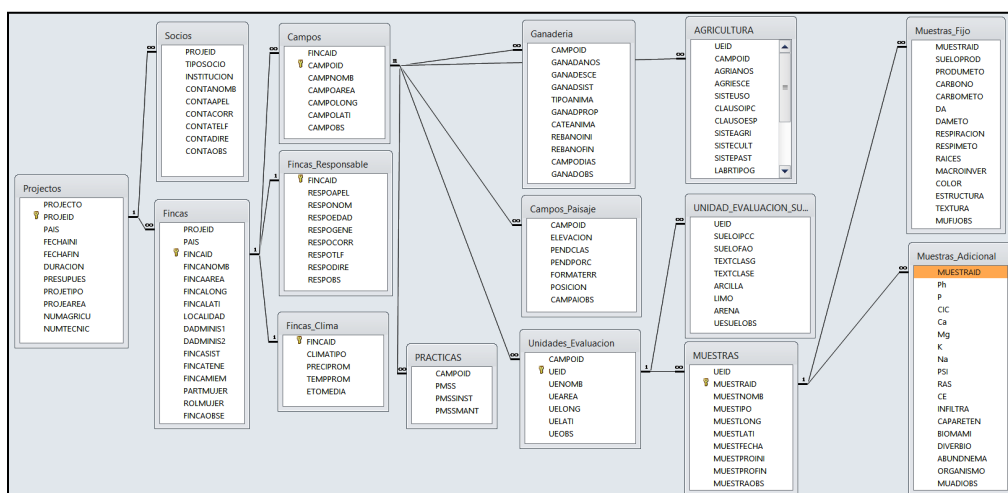 Projectos
PROJECTO
PROJEID
PAIS
FECHAINI
FECHAFIN
DURACION
PRESUPUES
PROJETIPO
PROJEAREA
NUMAGRICU
NUMTECNIC
Socios
PROJEID
TIPOSOCIO
INSTITUCION
CONTANOMB
CONTAAPEL
CONTACORR
CONTATELF
CONTADIRE
CONTAOBS
Fincas
PROJEID
PAIS
FINCAID
FINCANOMB
FINCAAREA
FINCALONG
FINCALATI
LOCALIDAD
DADMINIS1
DADMINIS2
FINCASIST
FINCATENE
FINCAMIEM
PARTMUJER
ROLMUJER
FINCAOBSE
Campos
FINCAID
CAMPOID
CAMPNOMB
CAMPOAREA
CAMPOLONG
CAMPOLATI
CAMPOBS
Fincas_Responsable
FINCAID
RESPOAPEL
RESPONOM
RESPOEDAD
RESPOGENE
RESPOCORR
RESPOTLF
RESPODIRE
RESPOBS
Fincas_Clima
FINCAID
CLIMATIPO
PRECIPROM
TEMPPROM
ETOMEDIA
PRACTICAS
CAMPOID
PMSS
PMSSINST
PMSSMANT
Ganaderia
CAMPOID
GANADANOS
GANADESCE
GANADSIST
TIPOANIMA
GANADPROP
CATEANIMA
REBANOINI
REBANOFIN
CAMPODIAS
GANADOBS
Campos_Paisaje
CAMPOID
ELEVACION
PENDCLAS
PENDPORC
FORMATERR
POSICION
CAMPAIOBS
Unidades_Evaluacion
CAMPOID
UEID
UENOMB
UEAREA
UELONG
UELATI
UEOBS
AGRICULTURA
UEID
CAMPOID
AGRIANOS
AGRIESCE
SISTEUSO
CLAUSOIPC
CLAUSOESP
SISTEAGRI
SISTECULT
SISTEPAST
LABRTIPOG
UNIDAD_EVALUACION_SU...
UEID
SUELOIPCC
SUELOFAO
TEXTCLASG
TEXTCLASE
ARCILLA
LIMO
ARENA
UESUELOBS
MUESTRAS
UEID
MUESTRAID
MUESTNOMB
MUESTIPO
MUESTLONG
MUESTLATI
MUESTFECHA
MUESTPROINI
MUESTPROFIN
MUESTRAOBS
Muestras_Fijo
MUESTRAID
SUELOPROD
PRODUMETO
CARBONO
CARBOMETO
DA
DAMETO
RESPIRACION
RESPIMETO
RAICES
MACROINVER
COLOR
ESTRUCTURA
TEXTURA
MUFIJOBS
Muestras_Adicional
MUESTRAID
Ph
P
CIC
Ca
Mg
K
Na
PSI
RAS
CE
INFILTRA
CAPARETEN
BIOMAMI
DIVERBIO
ABUNDNEMA
ORGANISMO
MUADIOBS